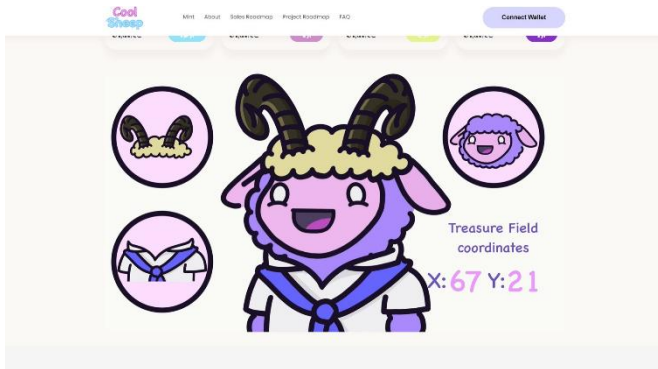 Cool
Sheep
Mint About Sales Roadmap Project Roadmap FAQ
Connect Wallet
Treasure Field
coordinates
X:67 Y:21